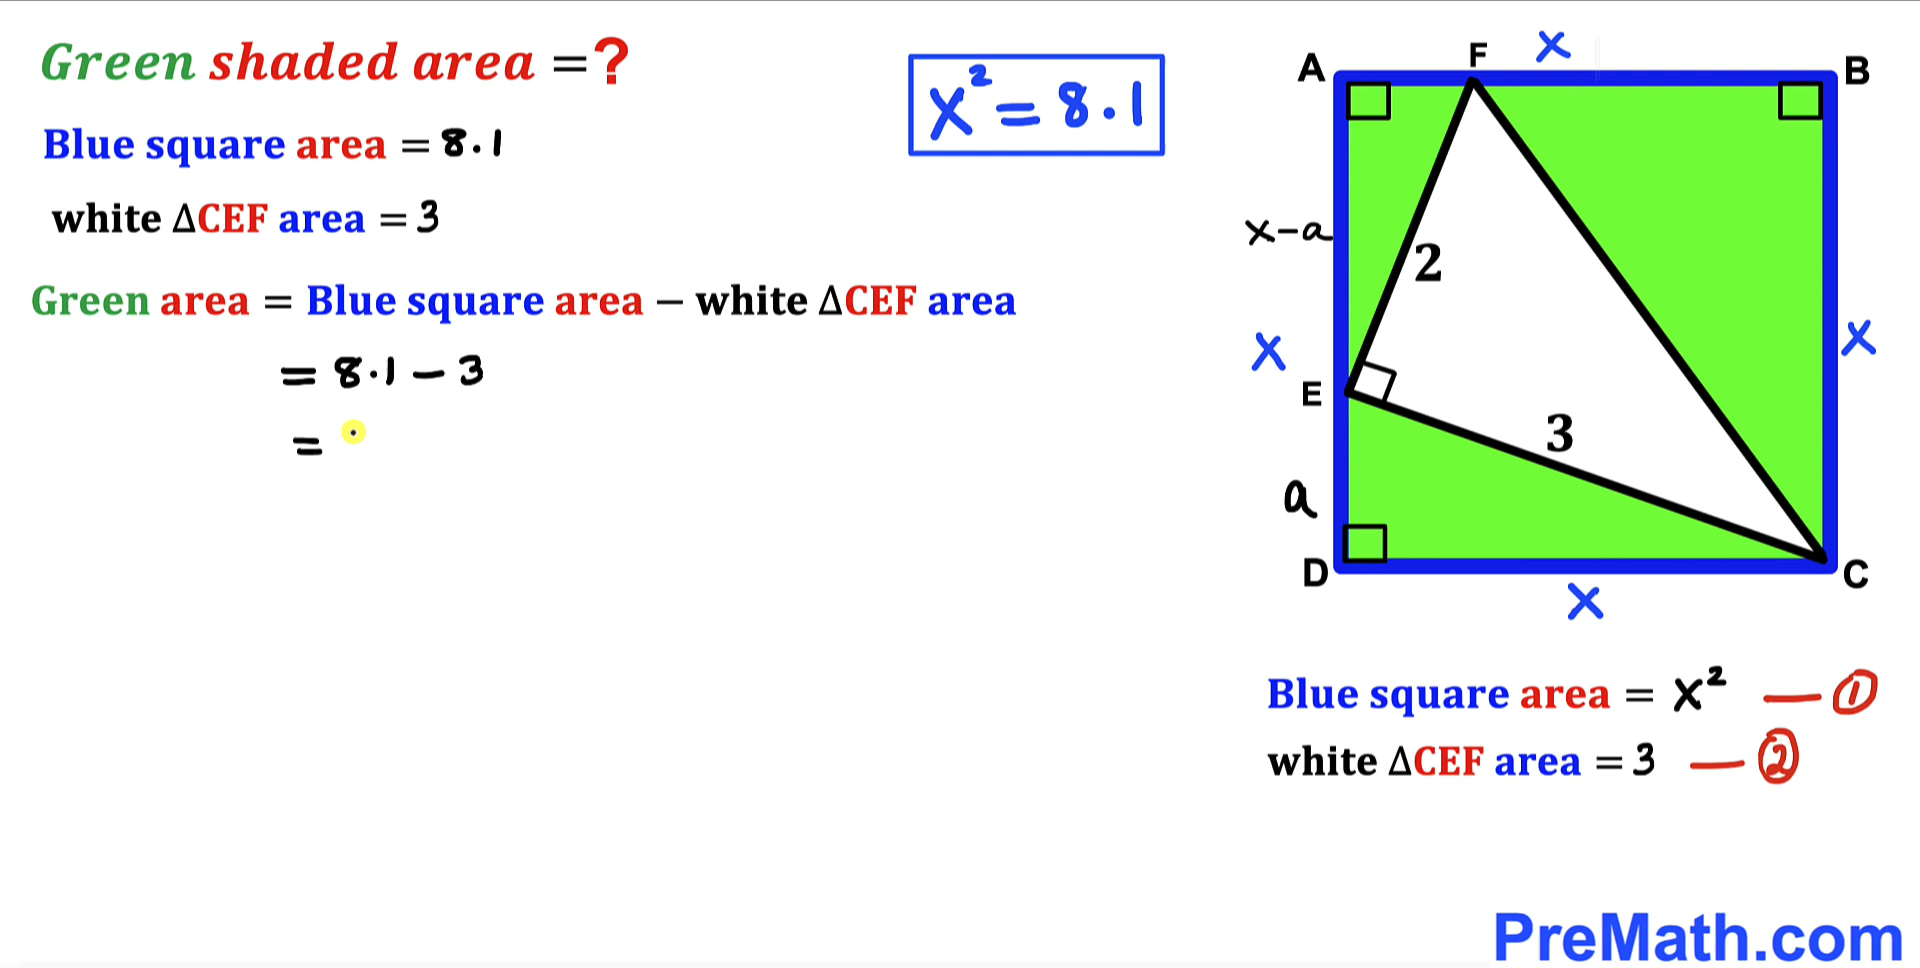 Green shaded area =?
Blue square area = 8.1
white ΔCEF area = 3
Green area = Blue square area − white ΔCEF area
= 8.1 − 3
=
x² = 8.1
A
F
x
B
x-a
2
x
x
E
3
a
D
C
x
Blue square area = x² — ①
white ΔCEF area = 3 — ②
PreMath.com